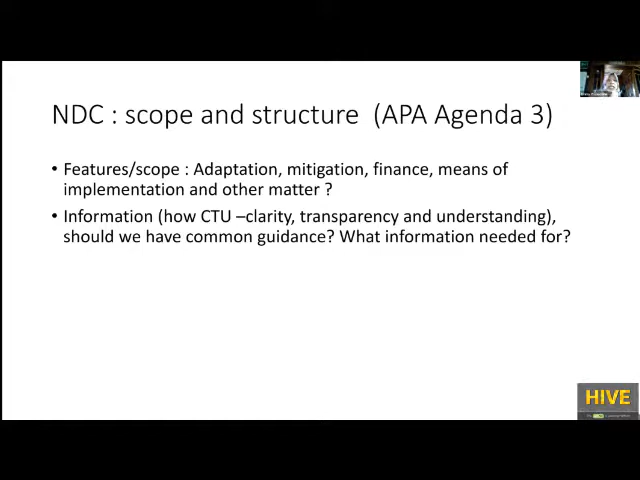 NDC : scope and structure  (APA Agenda 3)
• Features/scope : Adaptation, mitigation, finance, means of
implementation and other matter ?
• Information (how CTU –clarity, transparency and understanding),
should we have common guidance? What information needed for?
HIVE